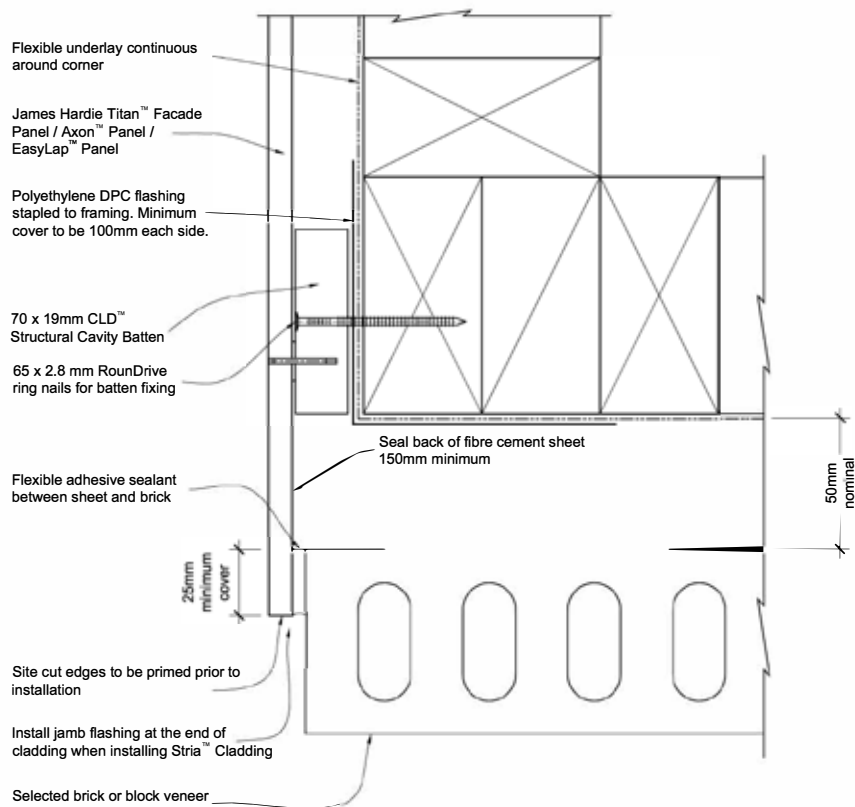 Flexible underlay continuous
around corner
James Hardie Titan™ Facade
Panel / Axon™ Panel /
EasyLap™ Panel
Polyethylene DPC flashing
stapled to framing. Minimum
cover to be 100mm each side.
70 x 19mm CLD™
Structural Cavity Batten
65 x 2.8 mm RounDrive
ring nails for batten fixing
Seal back of fibre cement sheet
150mm minimum
Flexible adhesive sealant
between sheet and brick
50mm
nominal
25mm
minimum
cover
Site cut edges to be primed prior to
installation
Install jamb flashing at the end of
cladding when installing Stria™ Cladding
Selected brick or block veneer